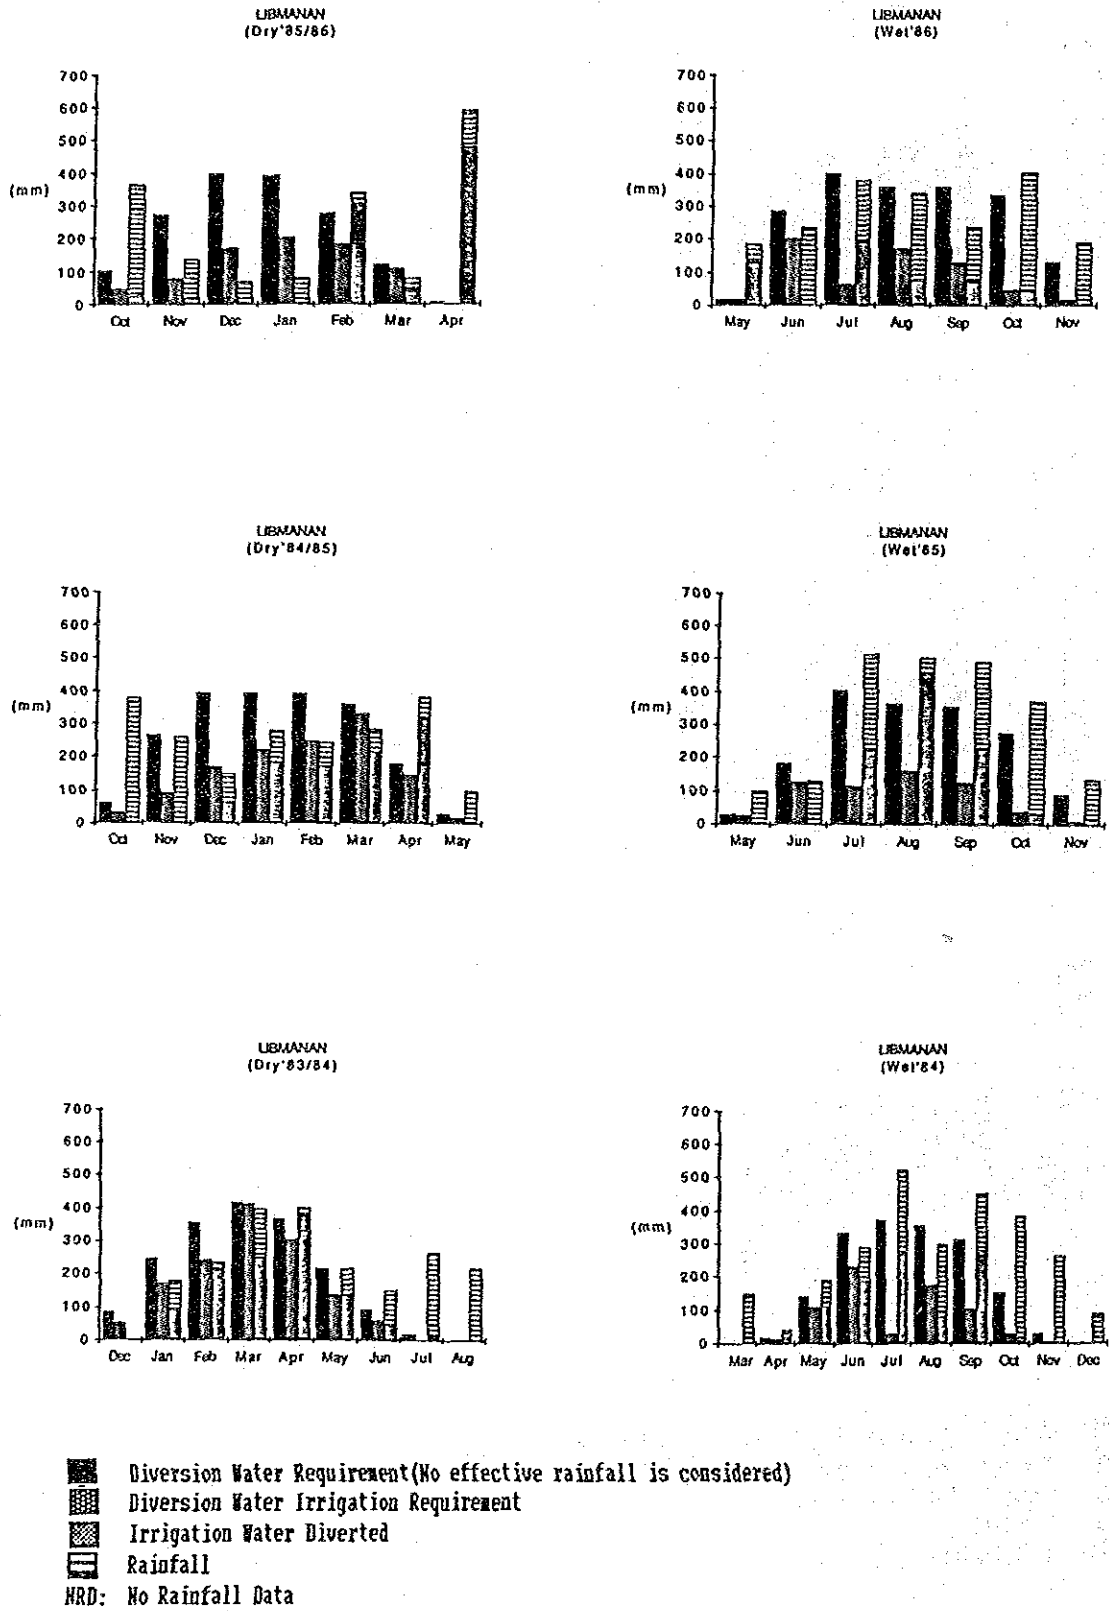 LIBMANAN
(Dry'85/86)
700
600
500
400
(mm)
300
200
100
0
Oct Nov Dec Jan Feb Mar Apr
LIBMANAN
(Wet'86)
700
600
500
400
(mm)
300
200
100
0
May Jun Jul Aug Sep Oct Nov
LIBMANAN
(Dry'84/85)
700
600
500
400
(mm)
300
200
100
0
Oct Nov Dec Jan Feb Mar Apr May
LIBMANAN
(Wet'85)
700
600
500
400
(mm)
300
200
100
0
May Jun Jul Aug Sep Oct Nov
LIBMANAN
(Dry'83/84)
700
600
500
400
(mm)
300
200
100
0
Dec Jan Feb Mar Apr May Jun Jul Aug
LIBMANAN
(Wet'84)
700
600
500
400
(mm)
300
200
100
0
Mar Apr May Jun Jul Aug Sep Oct Nov Dec
Diversion Water Requirement(No effective rainfall is considered)
Diversion Water Irrigation Requirement
Irrigation Water Diverted
Rainfall
NRD: No Rainfall Data